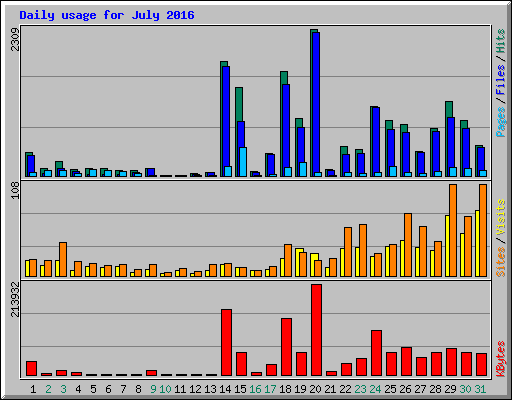 Daily usage for July 2016
2309
Pages / Files / Hits
108
Sites / Visits
213932
KBytes
1 2 3 4 5 6 7 8 9 10 11 12 13 14 15 16 17 18 19 20 21 22 23 24 25 26 27 28 29 30 31